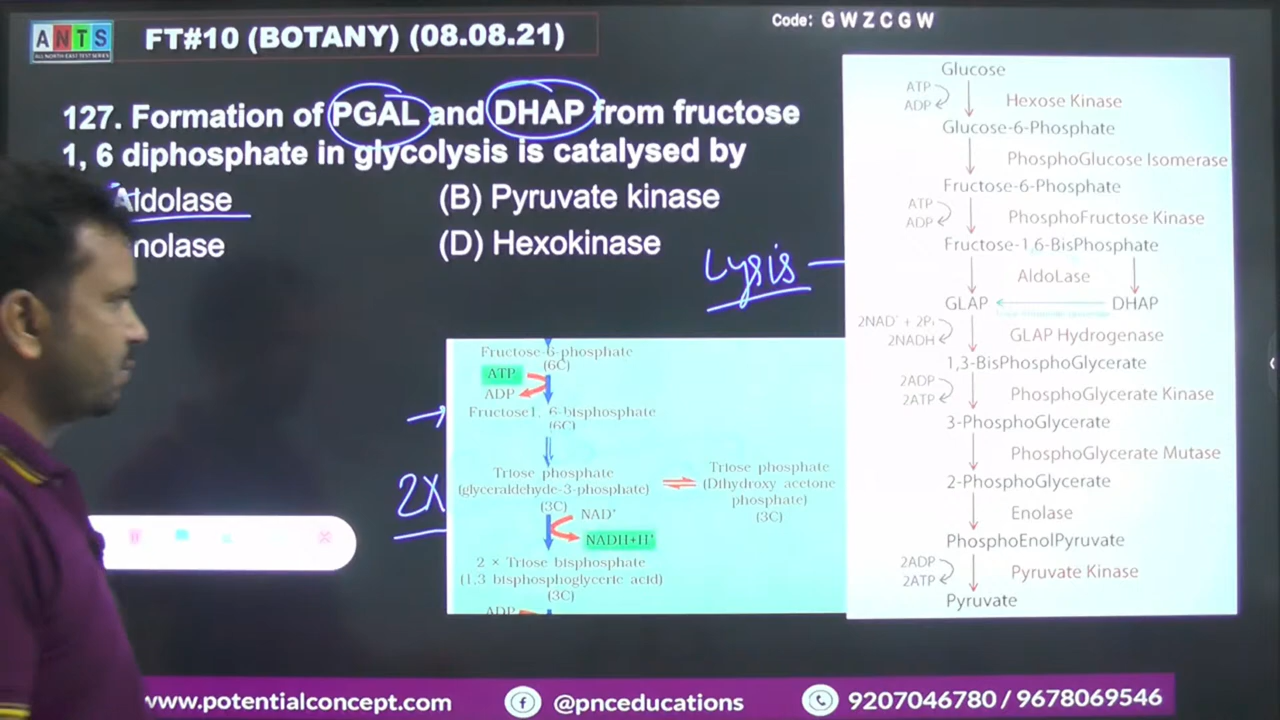 ANTS
FT#10 (BOTANY) (08.08.21)
Code: G W Z C G W
127. Formation of PGAL and DHAP from fructose
1, 6 diphosphate in glycolysis is catalysed by
Aldolase
(B) Pyruvate kinase
nolase
(D) Hexokinase
Lysis
2X
Fructose-6-phosphate
(6C)
ATP
ADP
Fructose1, 6-bisphosphate
(6C)
Triose phosphate
(glyceraldehyde-3-phosphate)
(3C)
Triose phosphate
(Dihydroxy acetone
phosphate)
(3C)
NAD⁺
NADH+H⁺
2 × Triose bisphosphate
(1,3 bisphosphoglyceric acid)
(3C)
ADP
Glucose
ATP
ADP
Hexose Kinase
Glucose-6-Phosphate
PhosphoGlucose Isomerase
Fructose-6-Phosphate
ATP
ADP
PhosphoFructose Kinase
Fructose-1,6-BisPhosphate
AldoLase
GLAP
DHAP
2NAD⁺ + 2Pᵢ
2NADH
GLAP Hydrogenase
1,3-BisPhosphoGlycerate
2ADP
2ATP
PhosphoGlycerate Kinase
3-PhosphoGlycerate
PhosphoGlycerate Mutase
2-PhosphoGlycerate
Enolase
PhosphoEnolPyruvate
2ADP
2ATP
Pyruvate Kinase
Pyruvate
www.potentialconcept.com
@pnceducations
9207046780 / 9678069546